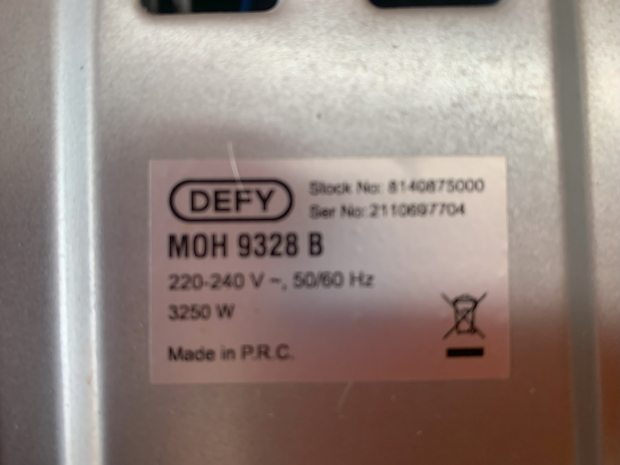 DEFY
Stock No: 8140875000
Ser No:2110697704
MOH 9328 B
220-240 V ~, 50/60 Hz
3250 W
Made in P.R.C.